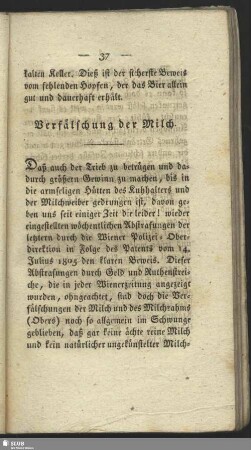 — 37 —
kalten Keller. Dieß ist der sicherste Beweis
vom fehlenden Hopfen, der das Bier allein
gut und dauerhaft erhält.
Verfälschung der Milch.
Daß auch der Trieb zu betrügen und da-
durch größern Gewinn zu machen, bis in
die armseligen Hütten des Kuhhalters und
der Milchweiber gedrungen ist, davon ge-
ben uns seit einiger Zeit die leider! wieder
eingestellten wöchentlichen Abstrafungen der
letztern durch die Wiener Polizei-Ober-
direktion in Folge des Patents vom 14.
Julius 1805 den klaren Beweis. Dieser
Abstrafungen durch Geld und Ruthenstrei-
che, die in jeder Wienerzeitung angezeigt
wurden, ohngeachtet, sind doch die Ver-
fälschungen der Milch und des Milchrahms
(Obers) noch so allgemein im Schwunge
geblieben, daß gar keine ächte reine Milch
und kein natürlicher ungekünstelter Milch-
SLUB